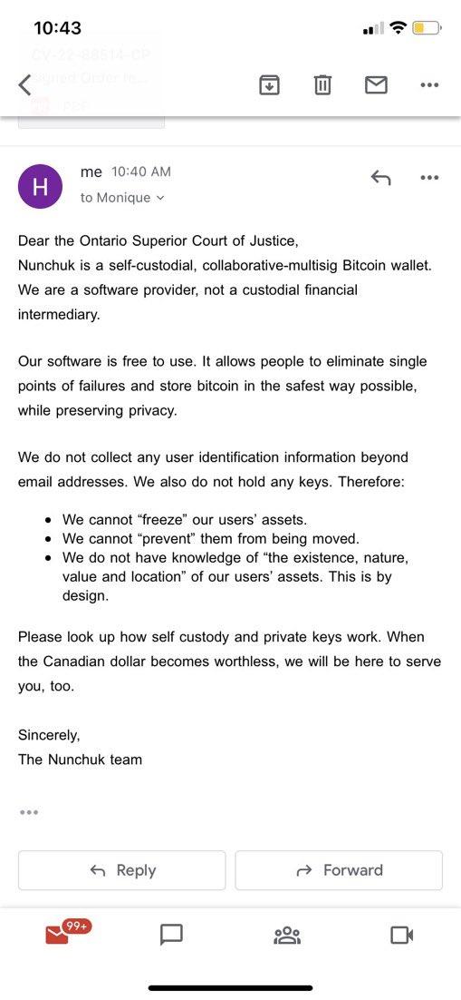 10:43
CV-22-88514-CP
Signed Order re...
PDF
H
me 10:40 AM
to Monique
Dear the Ontario Superior Court of Justice,
Nunchuk is a self-custodial, collaborative-multisig Bitcoin wallet.
We are a software provider, not a custodial financial
intermediary.
Our software is free to use. It allows people to eliminate single
points of failures and store bitcoin in the safest way possible,
while preserving privacy.
We do not collect any user identification information beyond
email addresses. We also do not hold any keys. Therefore:
• We cannot “freeze” our users’ assets.
• We cannot “prevent” them from being moved.
• We do not have knowledge of “the existence, nature,
value and location” of our users’ assets. This is by
design.
Please look up how self custody and private keys work. When
the Canadian dollar becomes worthless, we will be here to serve
you, too.
Sincerely,
The Nunchuk team
Reply
Forward
99+